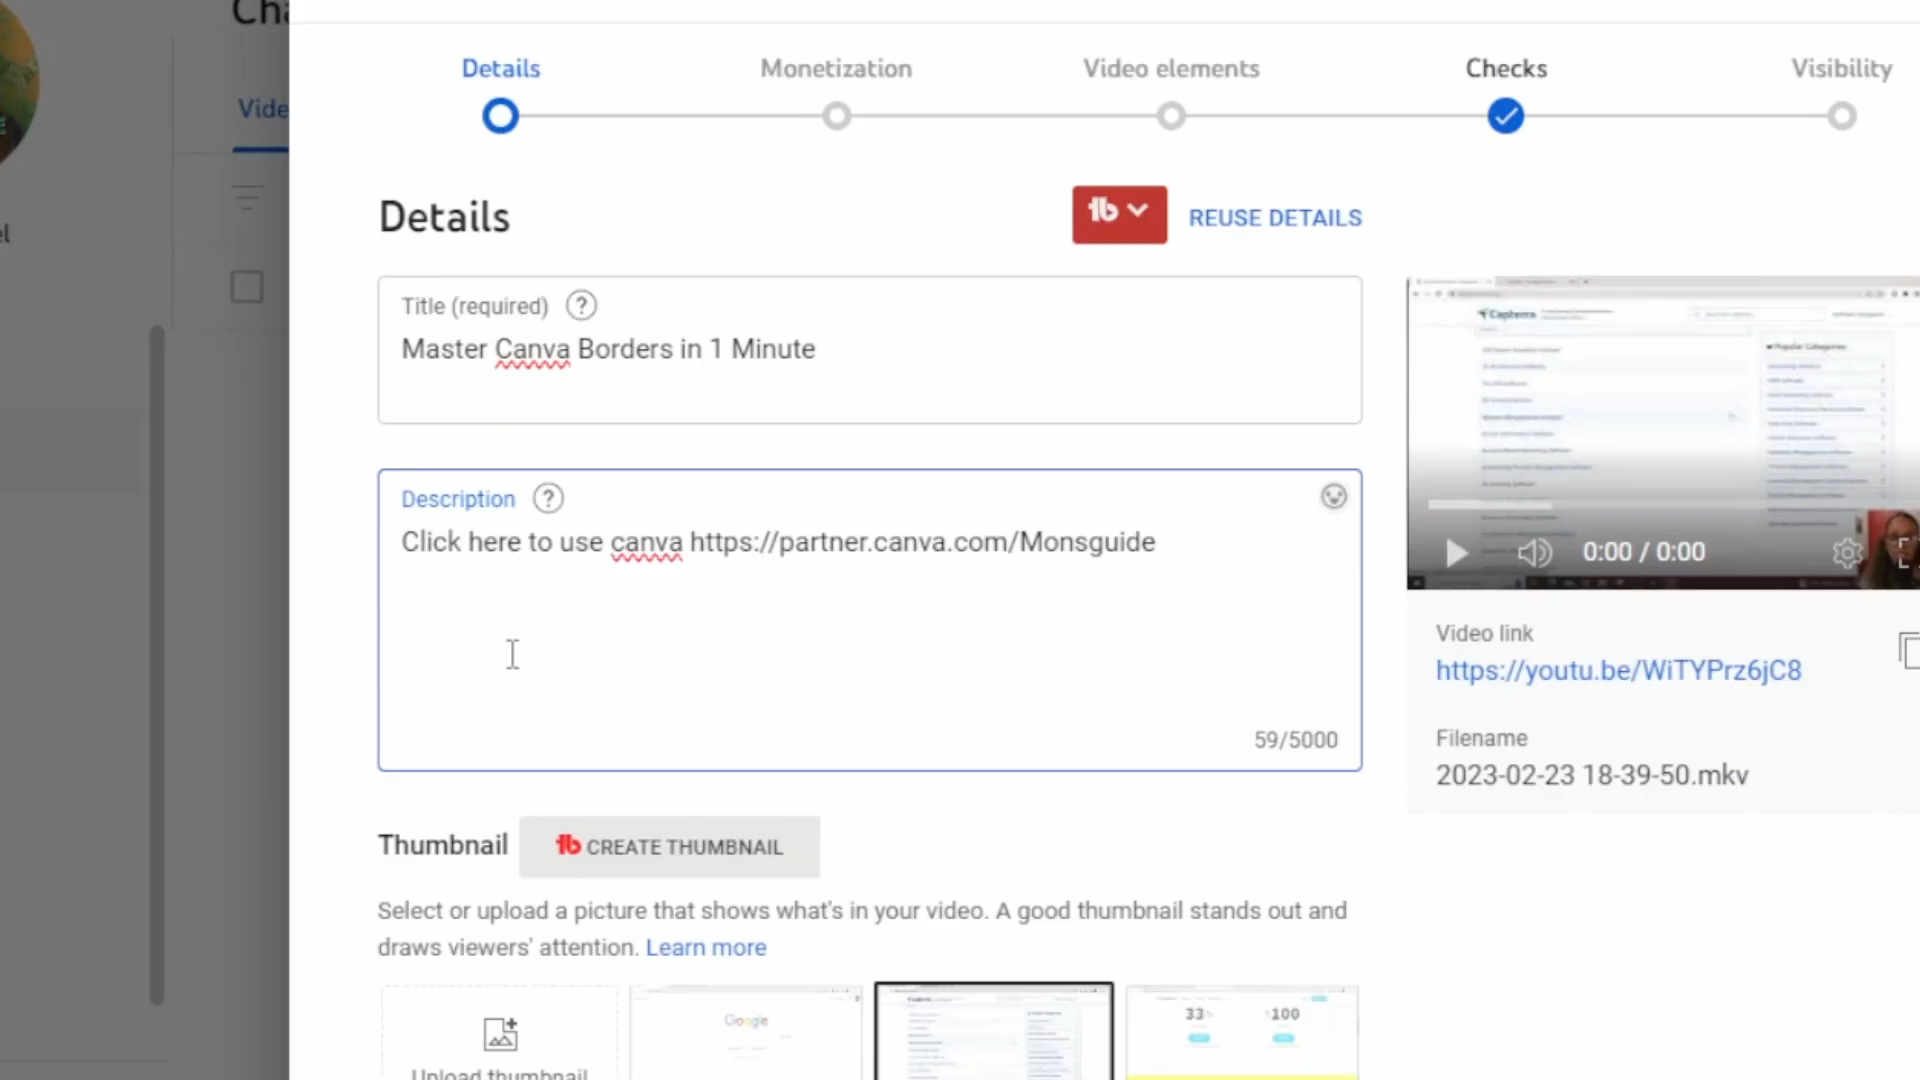 Details
Monetization
Video elements
Checks
Visibility
Details
REUSE DETAILS
Title (required)
Master Canva Borders in 1 Minute
Description
Click here to use canva https://partner.canva.com/Monsguide
59/5000
Thumbnail
CREATE THUMBNAIL
Select or upload a picture that shows what's in your video. A good thumbnail stands out and
draws viewers' attention. Learn more
Upload thumbnail
Google
33
100
Capterra
Popular Categories
0:00 / 0:00
Video link
https://youtu.be/WiTYPrz6jC8
Filename
2023-02-23 18-39-50.mkv